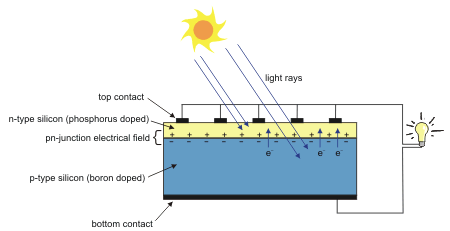 light rays
top contact
n-type silicon (phosphorus doped)
pn-junction electrical field
+ + + + + + + + + + + +
- - - - - - - - - - - -
e⁻ e⁻ e⁻
p-type silicon (boron doped)
bottom contact